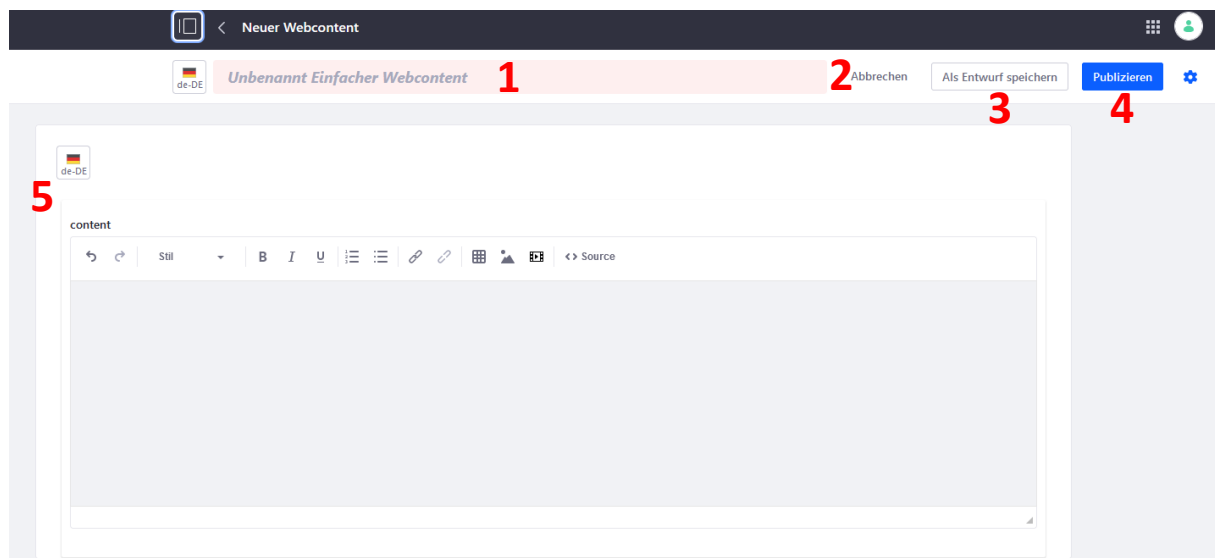 Neuer Webcontent
de-DE Unbenannt Einfacher Webcontent 1 2 Abbrechen Als Entwurf speichern Publizieren
3 4
de-DE
5
content
Stil B I U Source